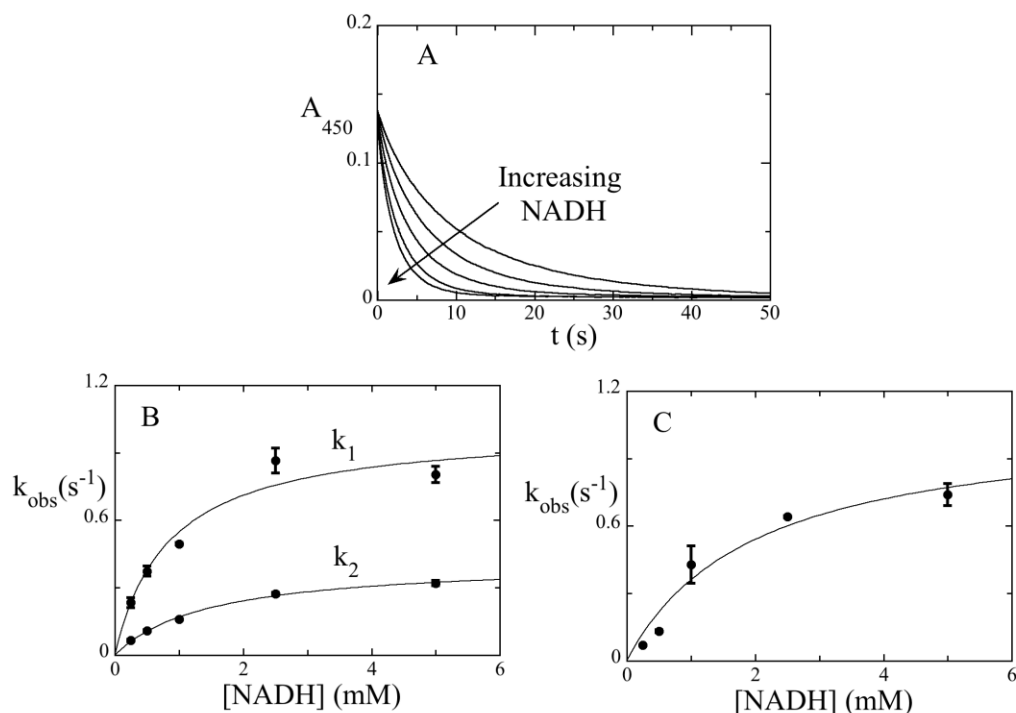 0.2
A
A450
0.1
Increasing
NADH
0
0 10 20 30 40 50
t (s)
1.2
B
k1
kobs(s-1)
0.6
k2
0
0 2 4 6
[NADH] (mM)
1.2
C
kobs(s-1)
0.6
0
0 2 4 6
[NADH] (mM)